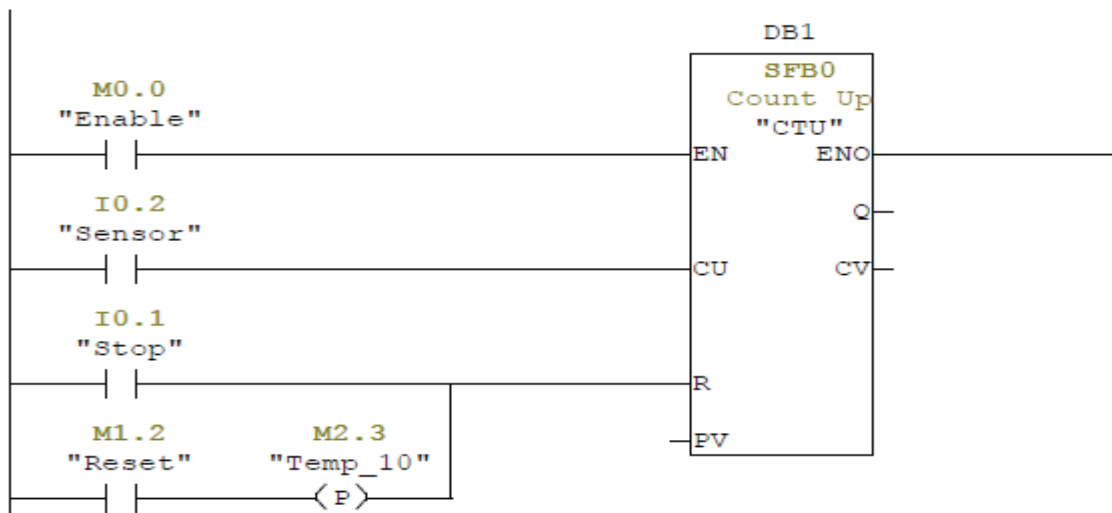 DB1
SFB0
Count Up
"CTU"
M0.0
"Enable"
EN ENO
I0.2
"Sensor"
Q
CU CV
I0.1
"Stop"
R
M1.2 M2.3
"Reset" "Temp_10"
PV
(P)